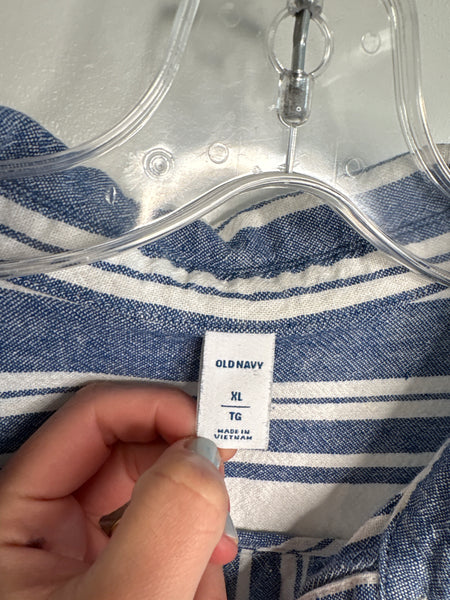 OLD NAVY
XL
TG
MADE IN
VIETNAM